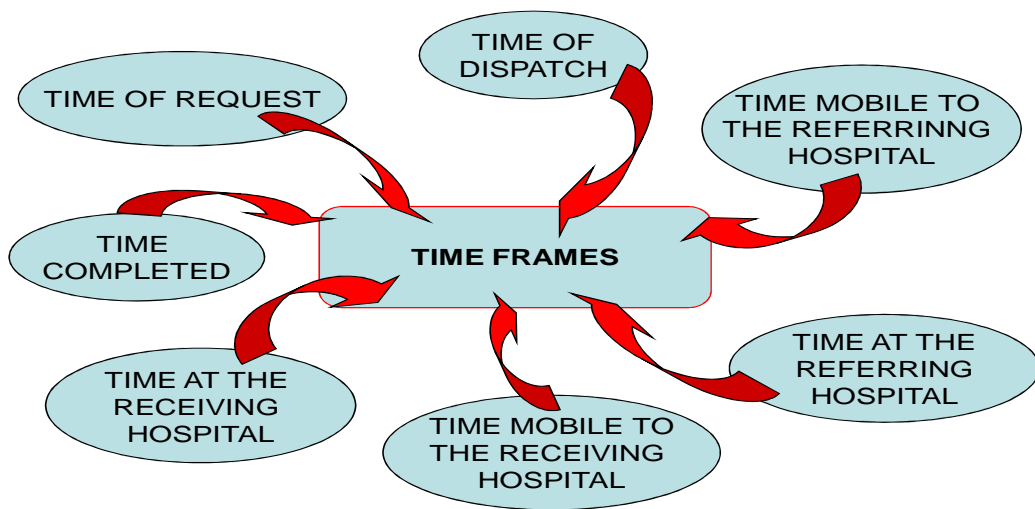 TIME OF REQUEST
TIME OF
DISPATCH
TIME MOBILE TO
THE REFERRINNG
HOSPITAL
TIME
COMPLETED
TIME FRAMES
TIME AT THE
RECEIVING
HOSPITAL
TIME MOBILE TO
THE RECEIVING
HOSPITAL
TIME AT THE
REFERRING
HOSPITAL